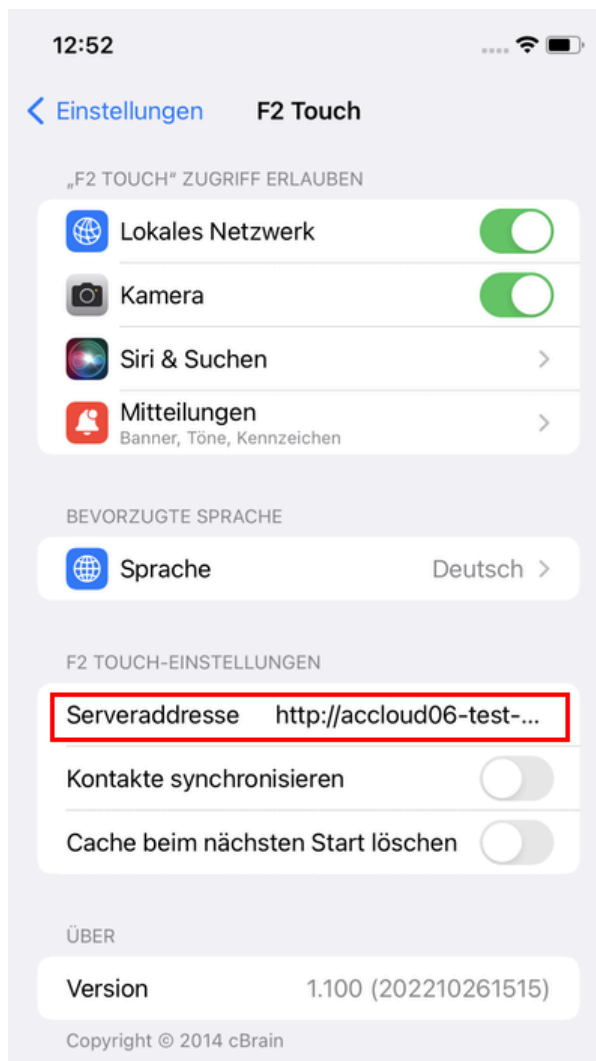 12:52
Einstellungen F2 Touch
„F2 TOUCH" ZUGRIFF ERLAUBEN
Lokales Netzwerk
Kamera
Siri & Suchen
Mitteilungen
Banner, Töne, Kennzeichen
BEVORZUGTE SPRACHE
Sprache Deutsch
F2 TOUCH-EINSTELLUNGEN
Serveraddresse http://accloud06-test-...
Kontakte synchronisieren
Cache beim nächsten Start löschen
ÜBER
Version 1.100 (202210261515)
Copyright © 2014 cBrain